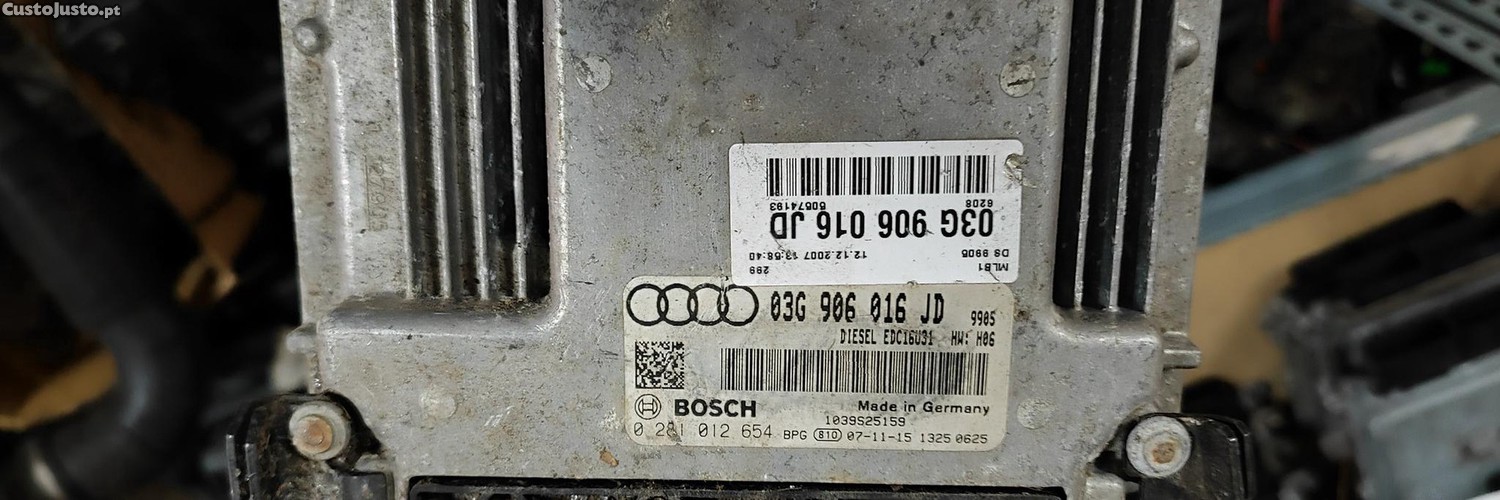 CustoJusto.pt
MLB1 299
DS 9905 12.12.2007 13:58:40
03G 906 016 JD
6208 50574193
03G 906 016 JD 9905
DIESEL EDC16U31 HW: H06
BOSCH Made in Germany
1039S25159
0 281 012 654 BPG 810 07-11-15 1325 0625